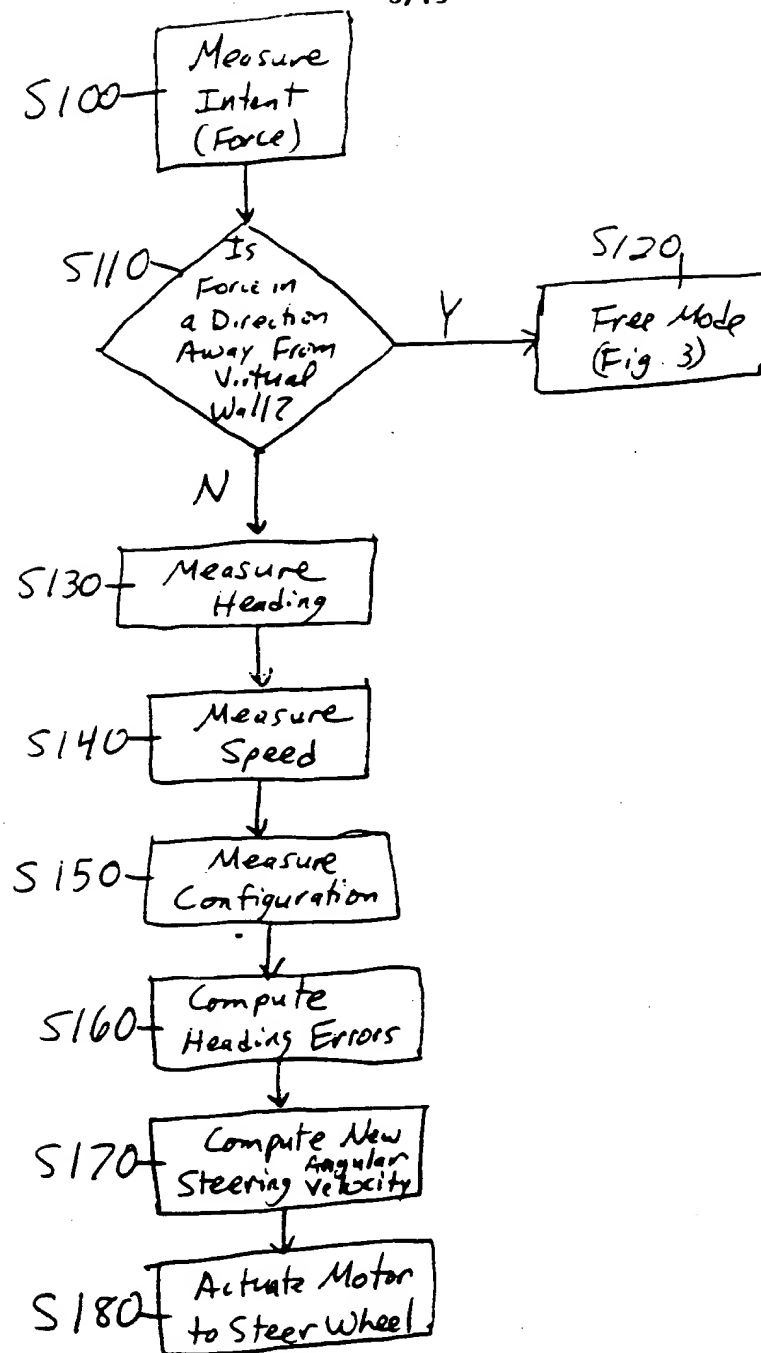 S100
Measure
Intent
(Force)
S110
Is
Force in
a Direction
Away From
Virtual
Wall?
Y
S120
Free Mode
(Fig. 3)
N
S130
Measure
Heading
S140
Measure
Speed
S150
Measure
Configuration
S160
Compute
Heading Errors
S170
Compute New
Steering Angular
Velocity
S180
Actuate Motor
to Steer Wheel